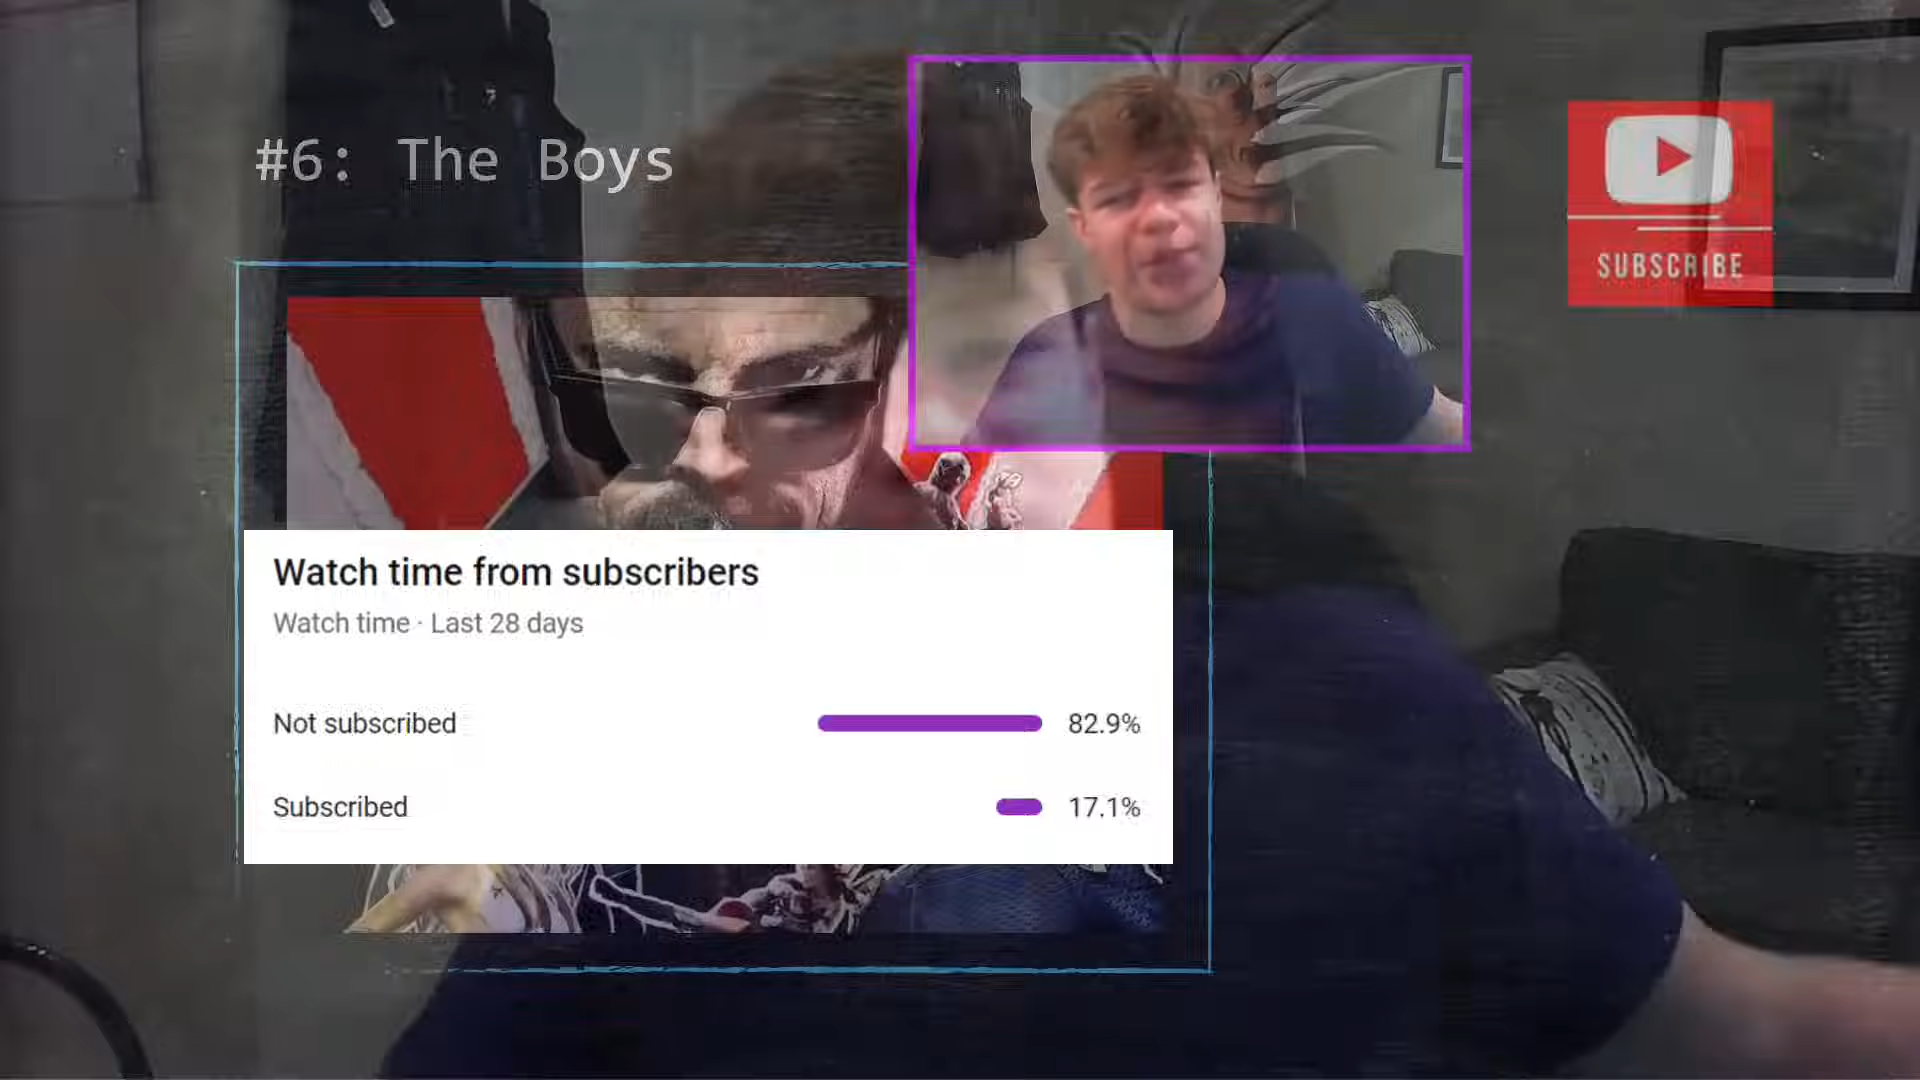 #6: The Boys
SUBSCRIBE
Watch time from subscribers
Watch time · Last 28 days
Not subscribed 82.9%
Subscribed 17.1%